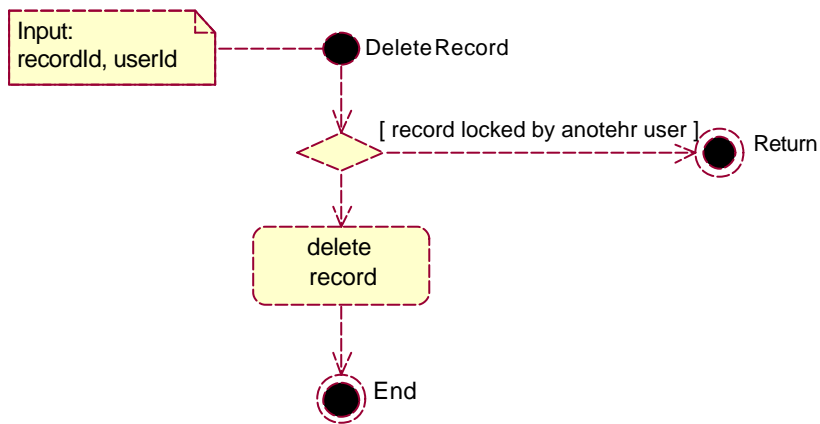 Input:
recordId, userId
DeleteRecord
[ record locked by anotehr user ]
Return
delete
record
End